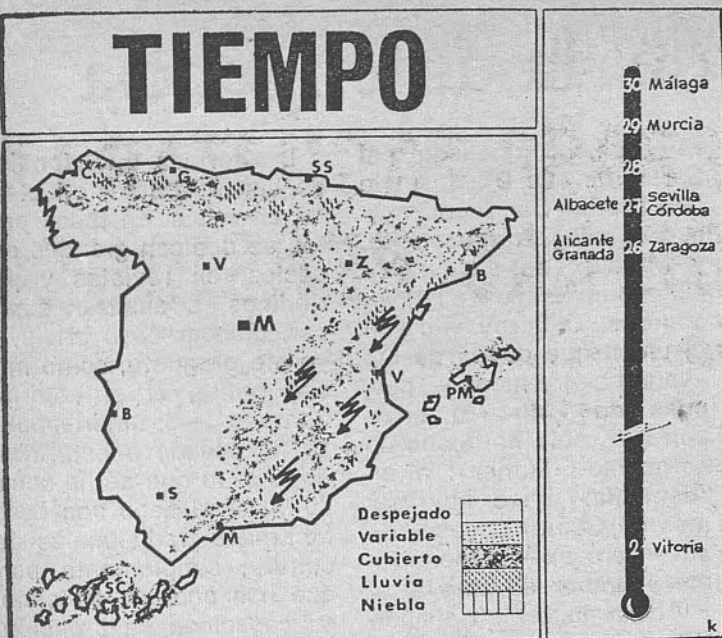 TIEMPO
C
G
SS
V
Z
B
M
V
PM
B
S
M
SC
LP
Despejado
Variable
Cubierto
Lluvia
Niebla
30 Málaga
29 Murcia
28
Albacete 27 Sevilla
Córdoba
Alicante 26 Zaragoza
Granada
2 Vitoria
k